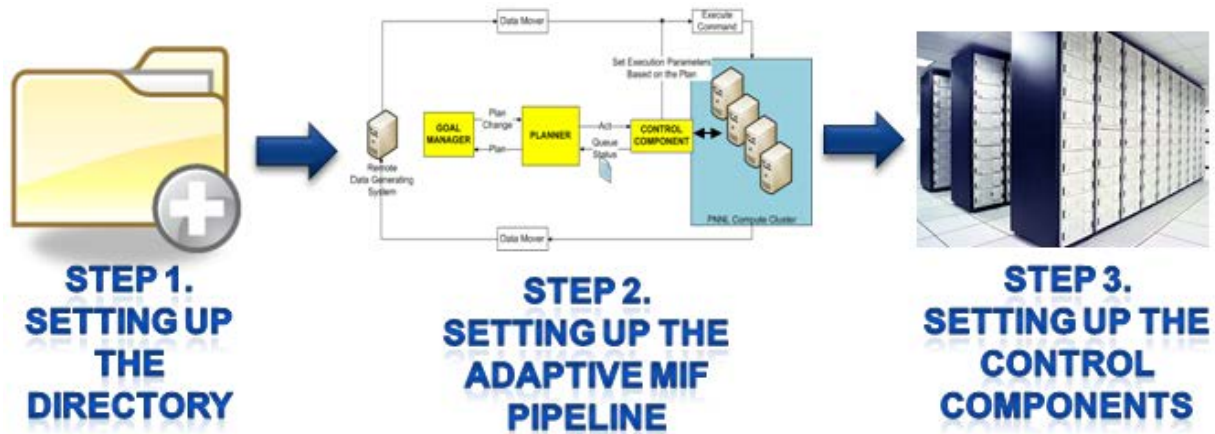 Data Mover
Execute
Command
Set Execution Parameters
Based on the Plan
Plan
Change
GOAL
MANAGER
PLANNER
Act
CONTROL
COMPONENT
Plan
Queue
Status
Remote
Data Generating
System
PNNL Compute Cluster
Data Mover
STEP 1.
SETTING UP
THE
DIRECTORY
STEP 2.
SETTING UP THE
ADAPTIVE MIF
PIPELINE
STEP 3.
SETTING UP THE
CONTROL
COMPONENTS